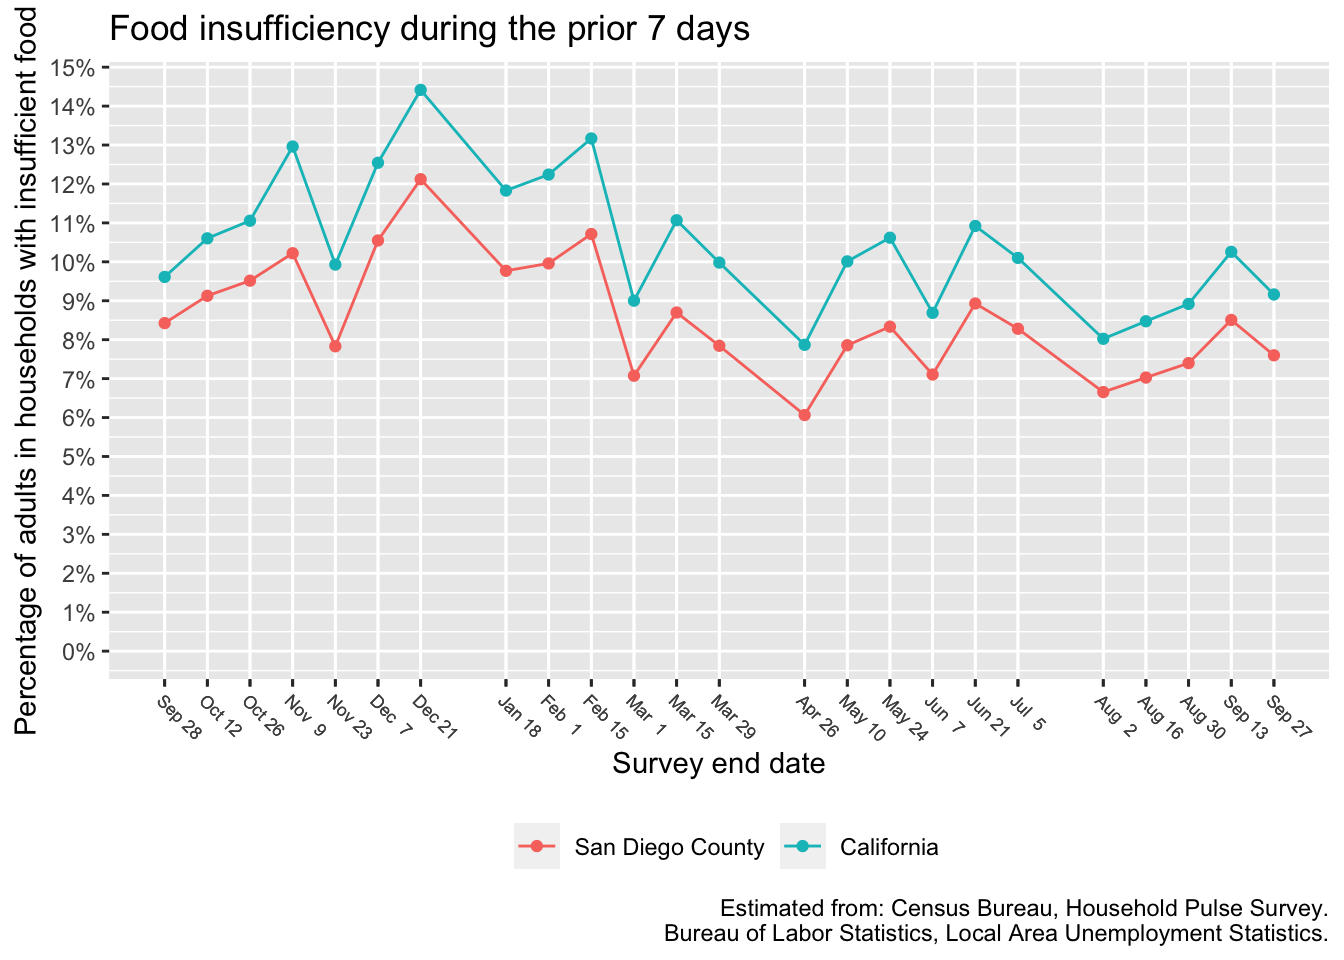 Food insufficiency during the prior 7 days
Percentage of adults in households with insufficient food
15%
14%
13%
12%
11%
10%
9%
8%
7%
6%
5%
4%
3%
2%
1%
0%
Sep 28
Oct 12
Oct 26
Nov 9
Nov 23
Dec 7
Dec 21
Jan 18
Feb 1
Feb 15
Mar 1
Mar 15
Mar 29
Apr 26
May 10
May 24
Jun 7
Jun 21
Jul 5
Aug 2
Aug 16
Aug 30
Sep 13
Sep 27
Survey end date
San Diego County
California
Estimated from: Census Bureau, Household Pulse Survey.
Bureau of Labor Statistics, Local Area Unemployment Statistics.